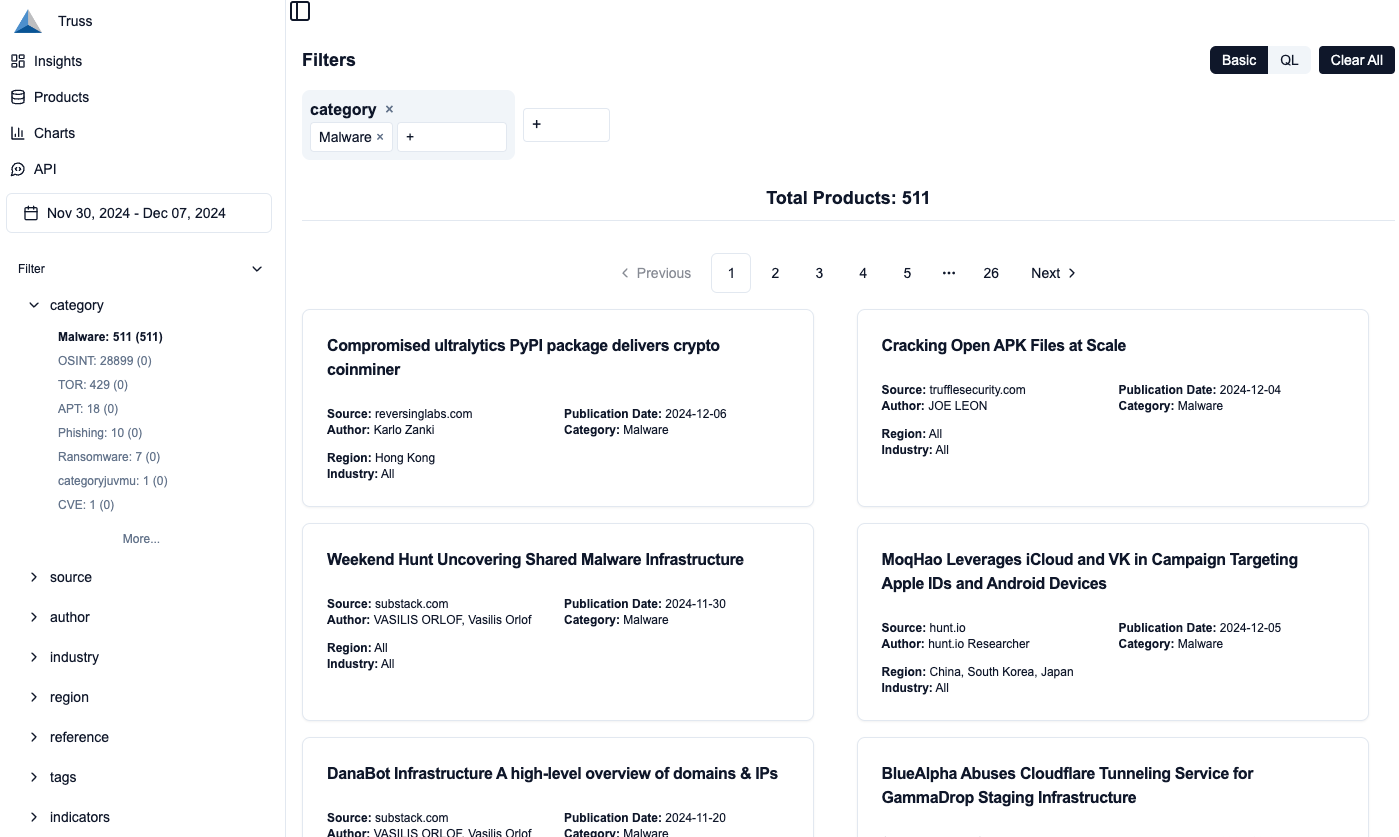 Truss
Insights
Products
Charts
API
Nov 30, 2024 - Dec 07, 2024
Filter
category
Malware: 511 (511)
OSINT: 28899 (0)
TOR: 429 (0)
APT: 18 (0)
Phishing: 10 (0)
Ransomware: 7 (0)
categoryjuvmu: 1 (0)
CVE: 1 (0)
More...
source
author
industry
region
reference
tags
indicators
Filters
Basic QL Clear All
category ×
Malware × +
+
Total Products: 511
Previous 1 2 3 4 5 ... 26 Next
Compromised ultralytics PyPI package delivers crypto
coinminer
Source: reversinglabs.com
Author: Karlo Zanki
Publication Date: 2024-12-06
Category: Malware
Region: Hong Kong
Industry: All
Cracking Open APK Files at Scale
Source: trufflesecurity.com
Author: JOE LEON
Publication Date: 2024-12-04
Category: Malware
Region: All
Industry: All
Weekend Hunt Uncovering Shared Malware Infrastructure
Source: substack.com
Author: VASILIS ORLOF, Vasilis Orlof
Publication Date: 2024-11-30
Category: Malware
Region: All
Industry: All
MoqHao Leverages iCloud and VK in Campaign Targeting
Apple IDs and Android Devices
Source: hunt.io
Author: hunt.io Researcher
Publication Date: 2024-12-05
Category: Malware
Region: China, South Korea, Japan
Industry: All
DanaBot Infrastructure A high-level overview of domains & IPs
Source: substack.com
Author: VASILIS ORLOF, Vasilis Orlof
Publication Date: 2024-11-20
Category: Malware
BlueAlpha Abuses Cloudflare Tunneling Service for
GammaDrop Staging Infrastructure